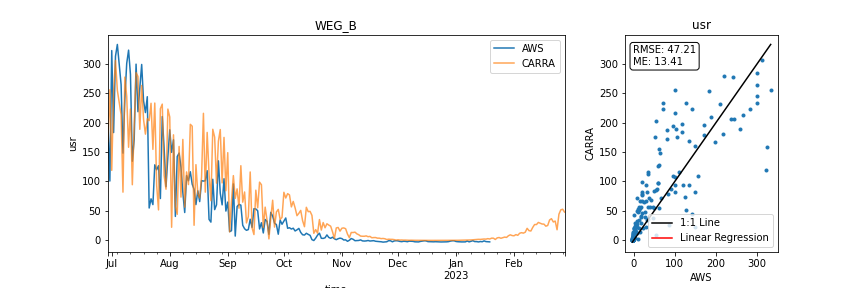 WEG_B
usr
300
250
200
150
100
50
0
usr
AWS
CARRA
Jul
Aug
Sep
Oct
Nov
Dec
Jan
2023
Feb
time
usr
300
250
200
150
100
50
0
CARRA
RMSE: 47.21
ME: 13.41
1:1 Line
Linear Regression
0
100
200
300
AWS